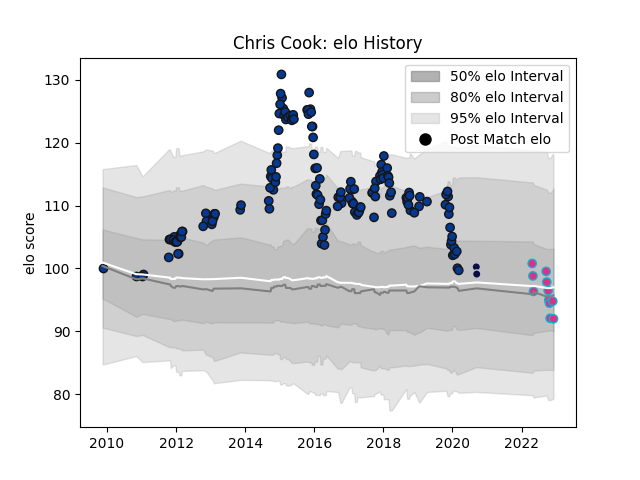 Chris Cook: elo History
50% elo Interval
80% elo Interval
95% elo Interval
Post Match elo
elo score
130
120
110
100
90
80
2010
2012
2014
2016
2018
2020
2022